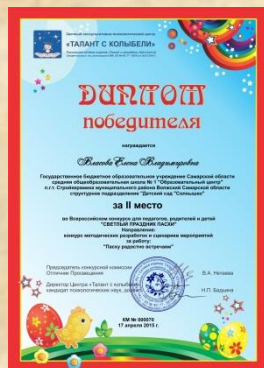 «ТАЛАНТ С КОЛЫБЕЛИ»
ДИПЛОМ
победителя
награждается
Власова Елена Владимировна
Государственное бюджетное образовательное учреждение Самарской области
средняя общеобразовательная школа № 1 "Образовательный центр"
п.г.т. Стройкерамика муниципального района Волжский Самарской области
структурное подразделение "Детский сад "Солнышко"
за II место
во Всероссийском конкурсе для педагогов, родителей и детей
"СВЕТЛЫЙ ПРАЗДНИК ПАСХИ"
Направление:
конкурс методических разработок и сценариев мероприятий
за работу:
"Пасху радостно встречаем"
Председатель конкурсной комиссии
Отличник Просвещения
В.А. Нагаева
Директор Центра «Талант с колыбели»
кандидат психологических наук,
Н.П. Бадьина
КМ № 000070
17 апреля 2015 г.